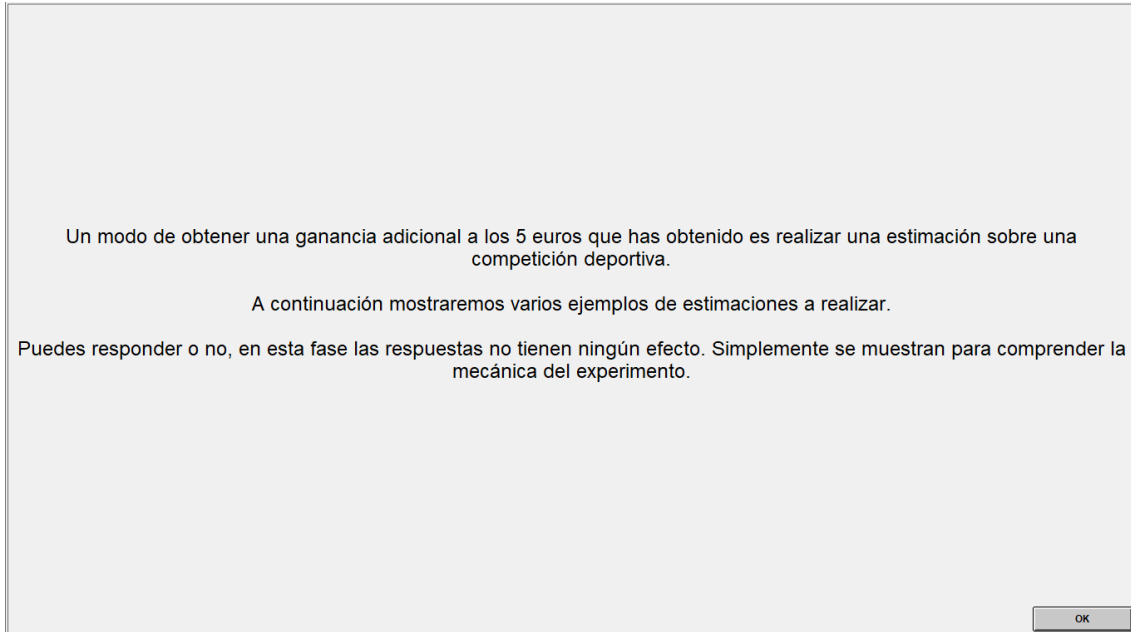 Un modo de obtener una ganancia adicional a los 5 euros que has obtenido es realizar una estimación sobre una
competición deportiva.
A continuación mostraremos varios ejemplos de estimaciones a realizar.
Puedes responder o no, en esta fase las respuestas no tienen ningún efecto. Simplemente se muestran para comprender la
mecánica del experimento.
OK